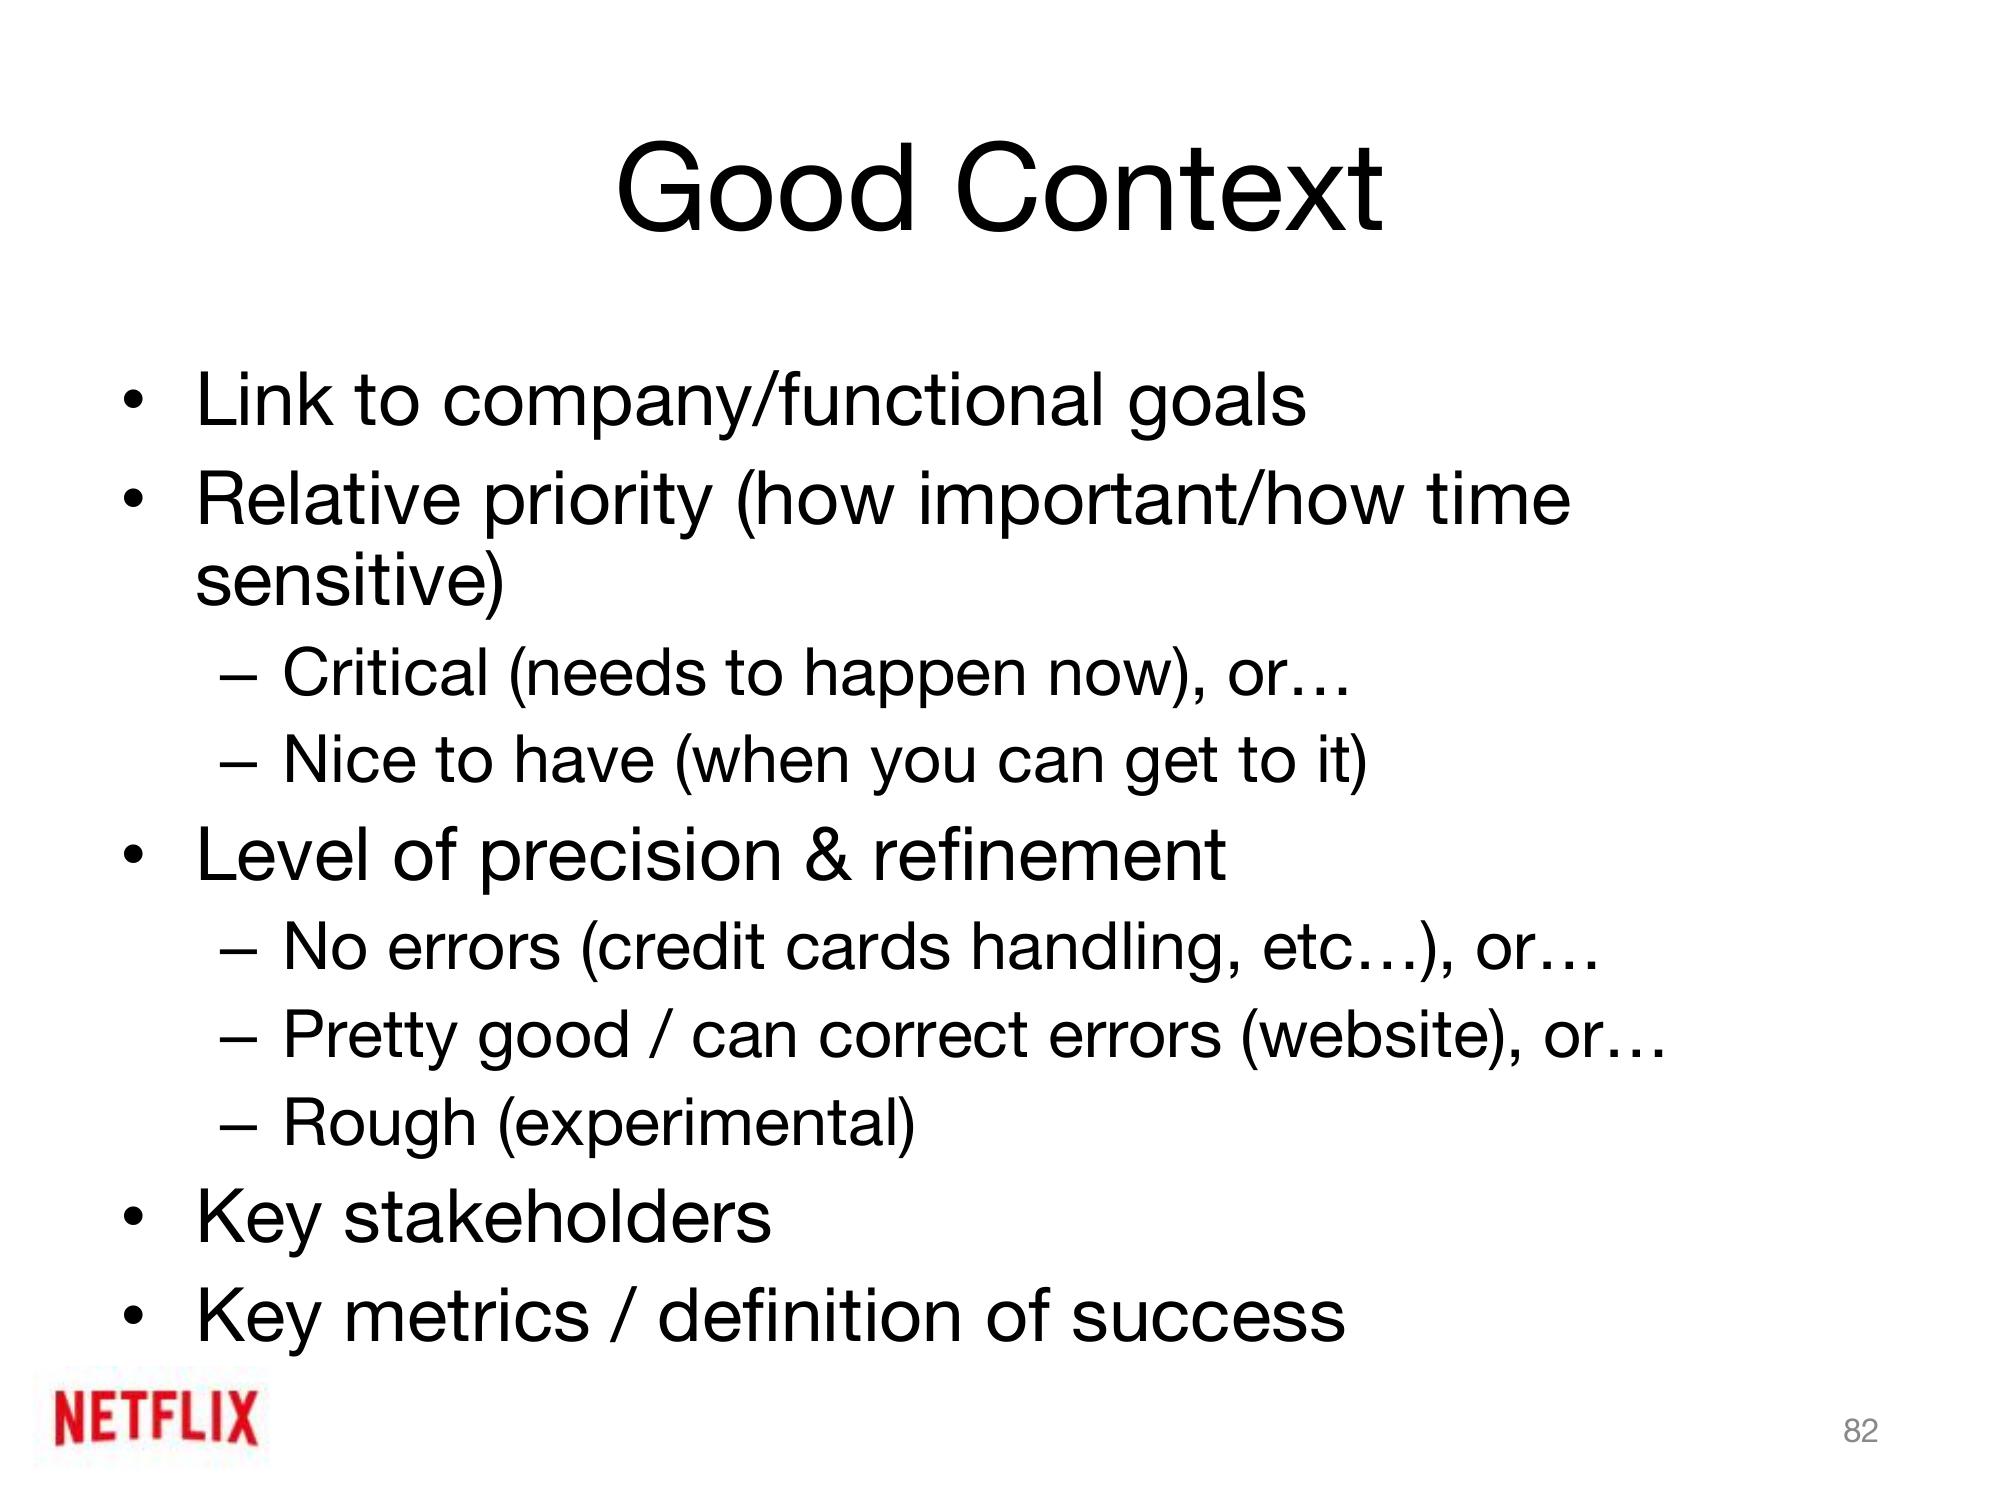 Good Context
• Link to company/functional goals
• Relative priority (how important/how time
sensitive)
– Critical (needs to happen now), or…
– Nice to have (when you can get to it)
• Level of precision & refinement
– No errors (credit cards handling, etc…), or…
– Pretty good / can correct errors (website), or…
– Rough (experimental)
• Key stakeholders
• Key metrics / definition of success
NETFLIX
82